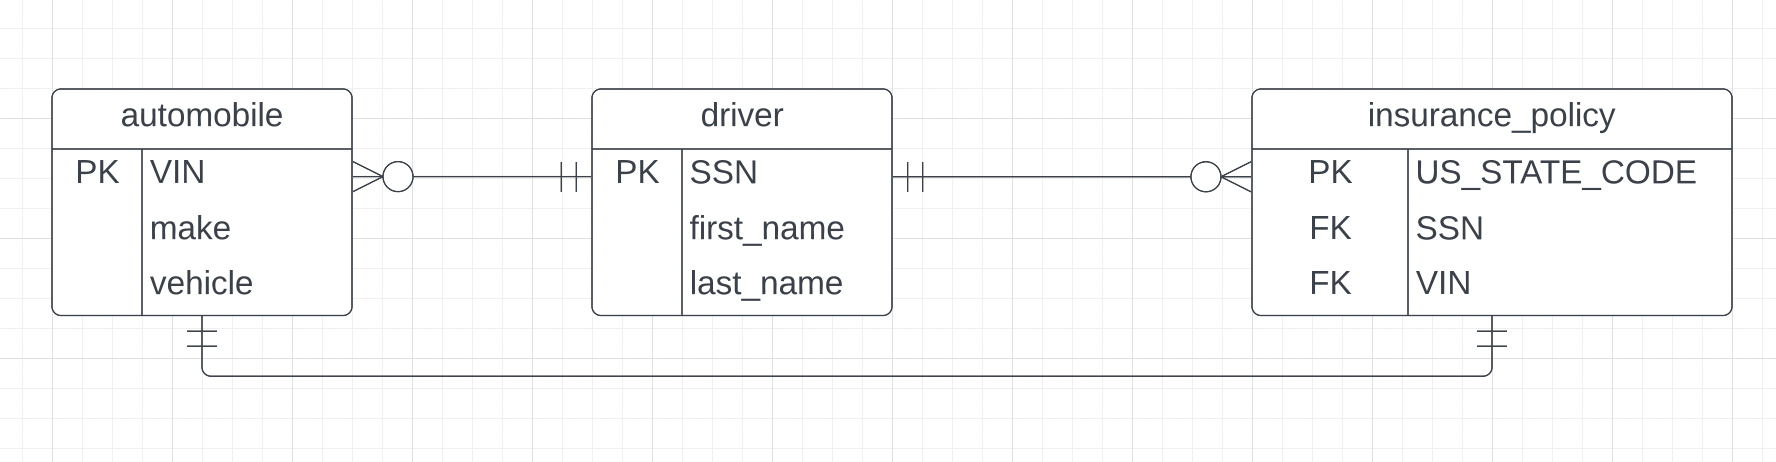 automobile
PK VIN
make
vehicle
driver
PK SSN
first_name
last_name
insurance_policy
PK US_STATE_CODE
FK SSN
FK VIN